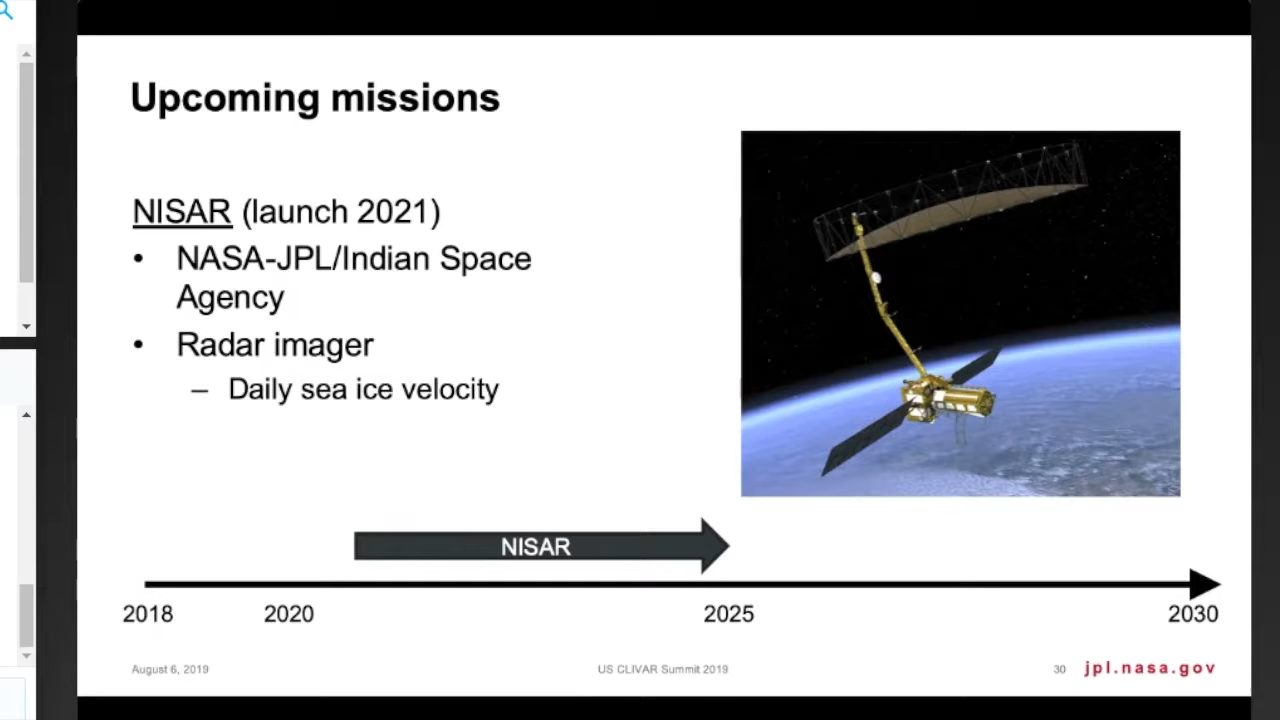 Upcoming missions
NISAR (launch 2021)
• NASA-JPL/Indian Space
Agency
• Radar imager
– Daily sea ice velocity
NISAR
2018 2020 2025 2030
August 6, 2019 US CLIVAR Summit 2019 30 jpl.nasa.gov